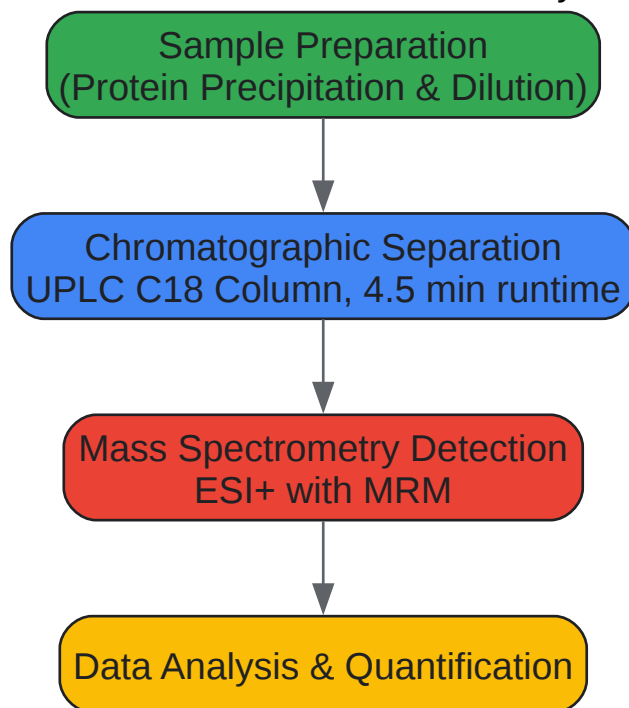 Sample Preparation
(Protein Precipitation & Dilution)
Chromatographic Separation
UPLC C18 Column, 4.5 min runtime
Mass Spectrometry Detection
ESI+ with MRM
Data Analysis & Quantification